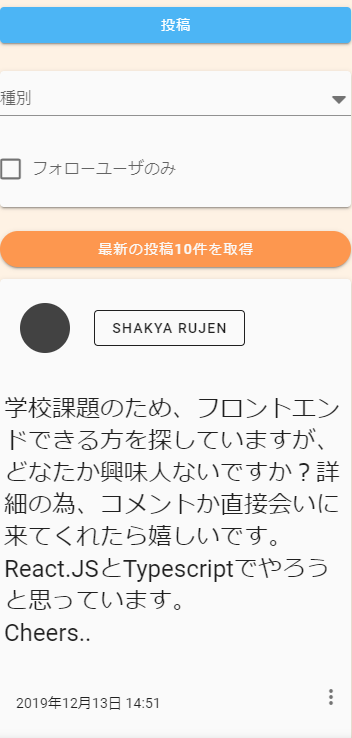 投稿
種別
フォローユーザのみ
最新の投稿10件を取得
SHAKYA RUJEN
学校課題のため、フロントエン
ドできる方を探していますが、
どなたか興味人ないですか？詳
細の為、コメントか直接会いに
来てくれたら嬉しいです。
React.JSとTypescriptでやろう
と思っています。
Cheers..
2019年12月13日 14:51